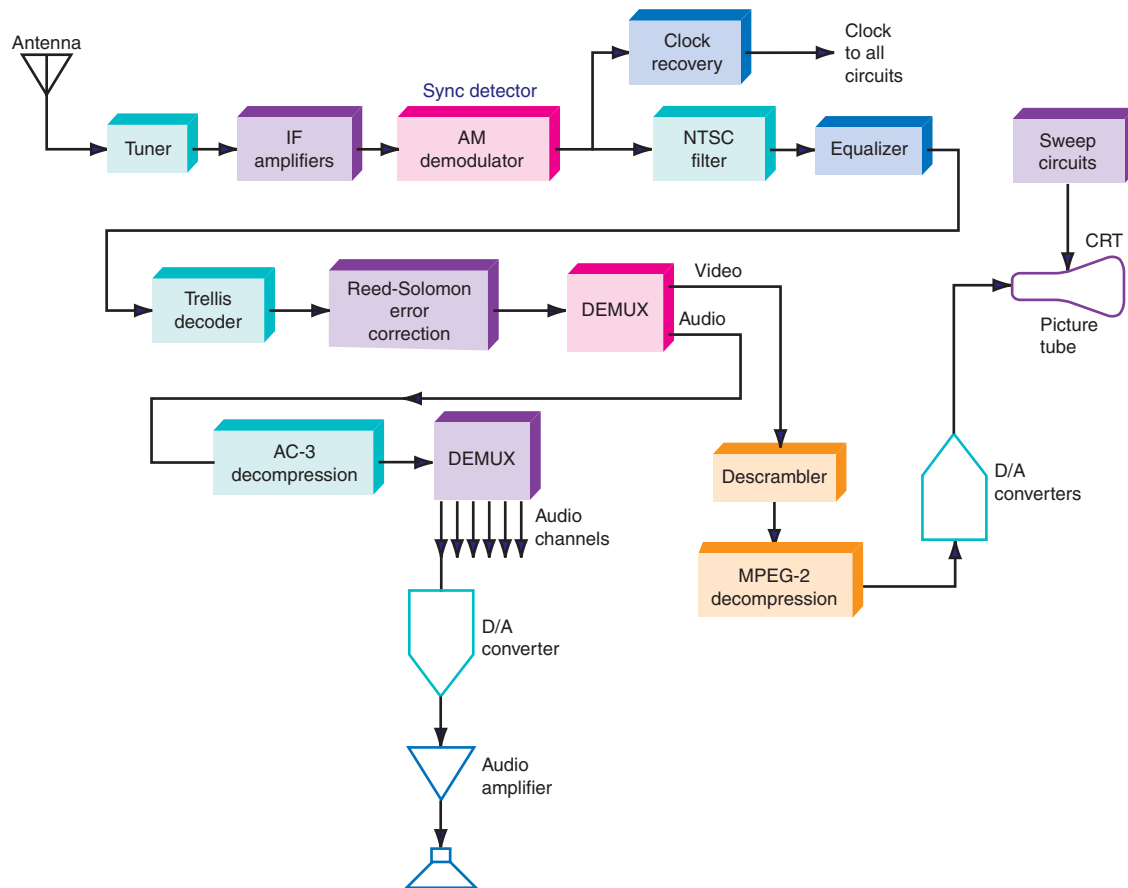 Antenna
Tuner
IF
amplifiers
Sync detector
AM
demodulator
Clock
recovery
Clock
to all
circuits
NTSC
filter
Equalizer
Sweep
circuits
CRT
Picture
tube
Trellis
decoder
Reed-Solomon
error
correction
DEMUX
Video
Audio
AC-3
decompression
DEMUX
Audio
channels
Descrambler
MPEG-2
decompression
D/A
converters
D/A
converter
Audio
amplifier